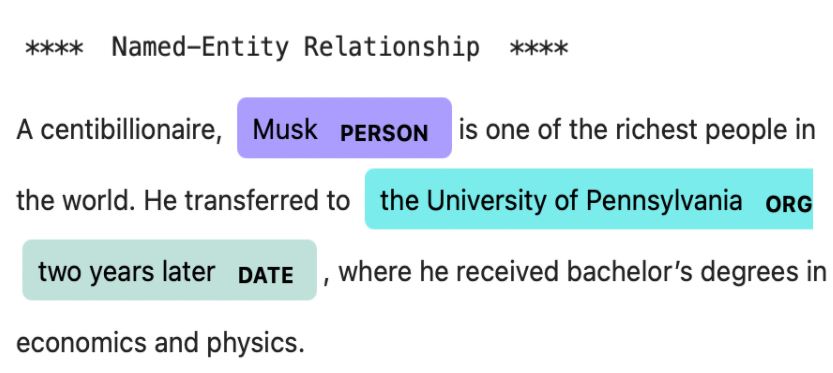 **** Named-Entity Relationship ****
A centibillionaire, Musk PERSON is one of the richest people in
the world. He transferred to the University of Pennsylvania ORG
two years later DATE , where he received bachelor’s degrees in
economics and physics.